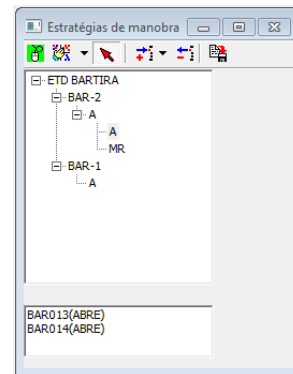 Estratégias de manobra
ETD BARTIRA
BAR-2
A
A
MR
BAR-1
A
BAR013(ABRE)
BAR014(ABRE)